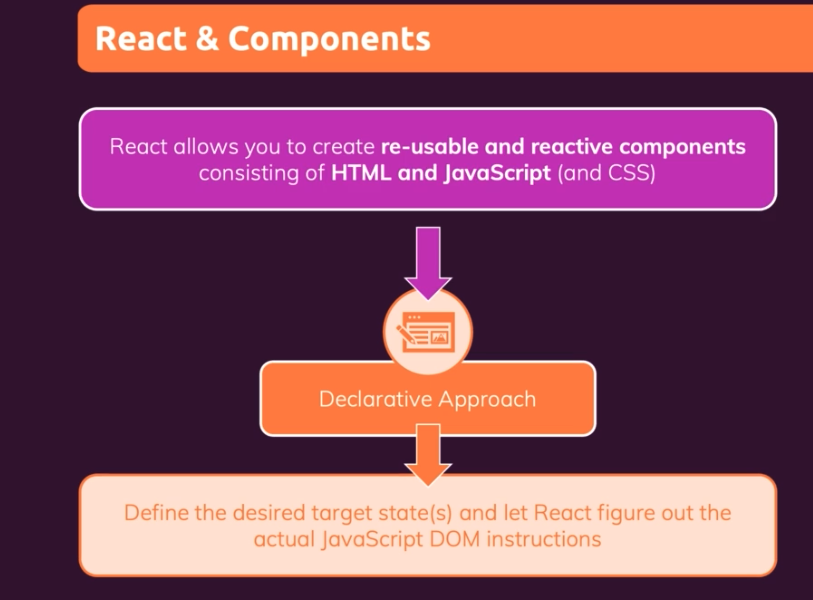 React & Components
React allows you to create re-usable and reactive components
consisting of HTML and JavaScript (and CSS)
Declarative Approach
Define the desired target state(s) and let React figure out the
actual JavaScript DOM instructions